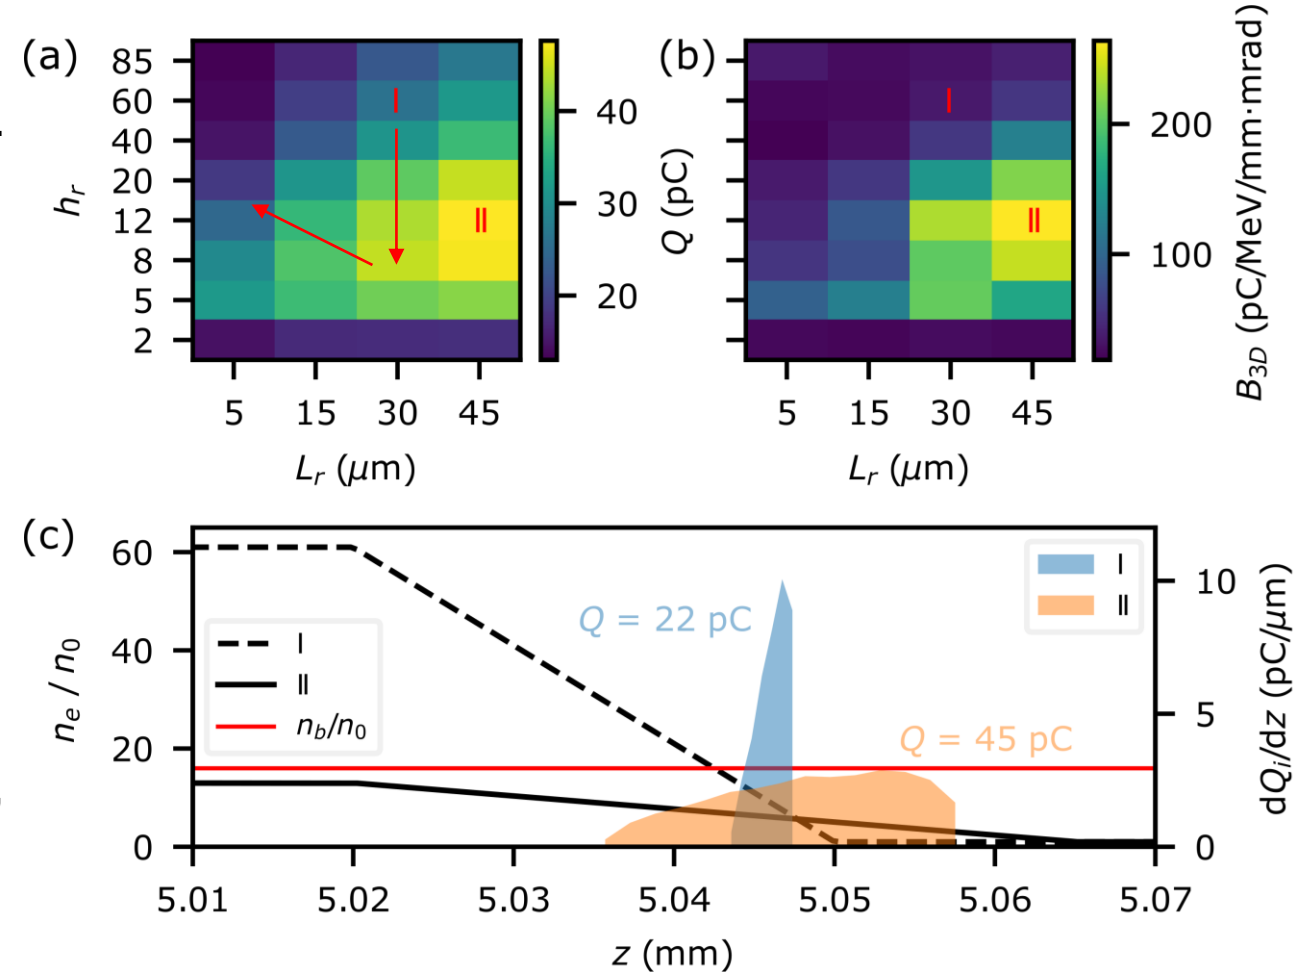 (a)
85
60
40
20
12
8
5
2
h_r
I
II
5 15 30 45
L_r (μm)
40
30
20
Q (pC)
(b)
I
II
5 15 30 45
L_r (μm)
200
100
B_3D (pC/MeV/mm·mrad)
(c)
60
40
20
0
n_e / n_0
I
II
n_b/n_0
Q = 22 pC
Q = 45 pC
I
II
10
5
0
dQ_i/dz (pC/μm)
5.01 5.02 5.03 5.04 5.05 5.06 5.07
z (mm)